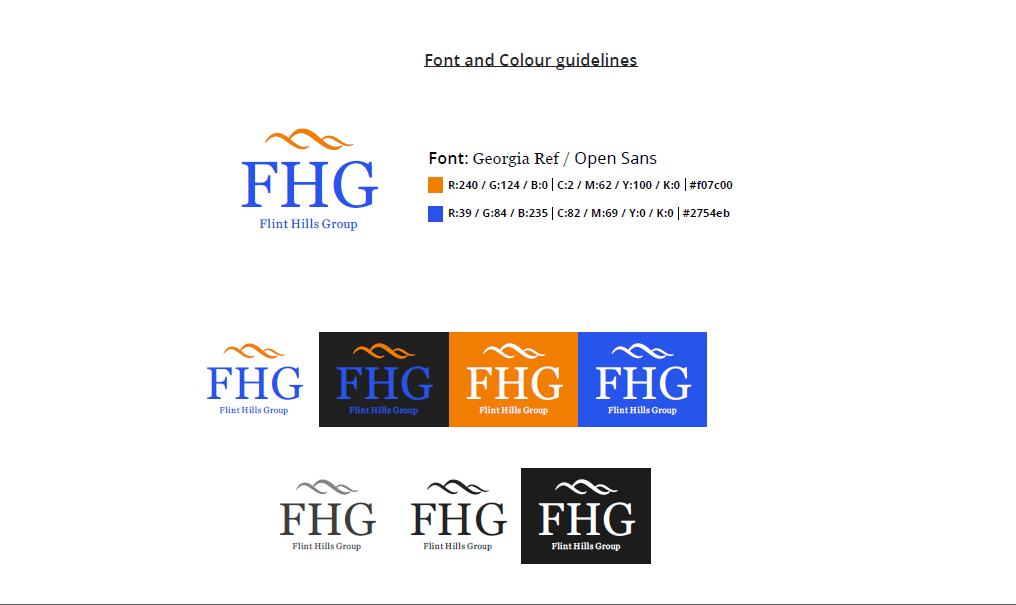 Font and Colour guidelines
FHG
Flint Hills Group
Font: Georgia Ref / Open Sans
R:240 / G:124 / B:0 | C:2 / M:62 / Y:100 / K:0 | #f07c00
R:39 / G:84 / B:235 | C:82 / M:69 / Y:0 / K:0 | #2754eb
FHG
Flint Hills Group
FHG
Flint Hills Group
FHG
Flint Hills Group
FHG
Flint Hills Group
FHG
Flint Hills Group
FHG
Flint Hills Group
FHG
Flint Hills Group